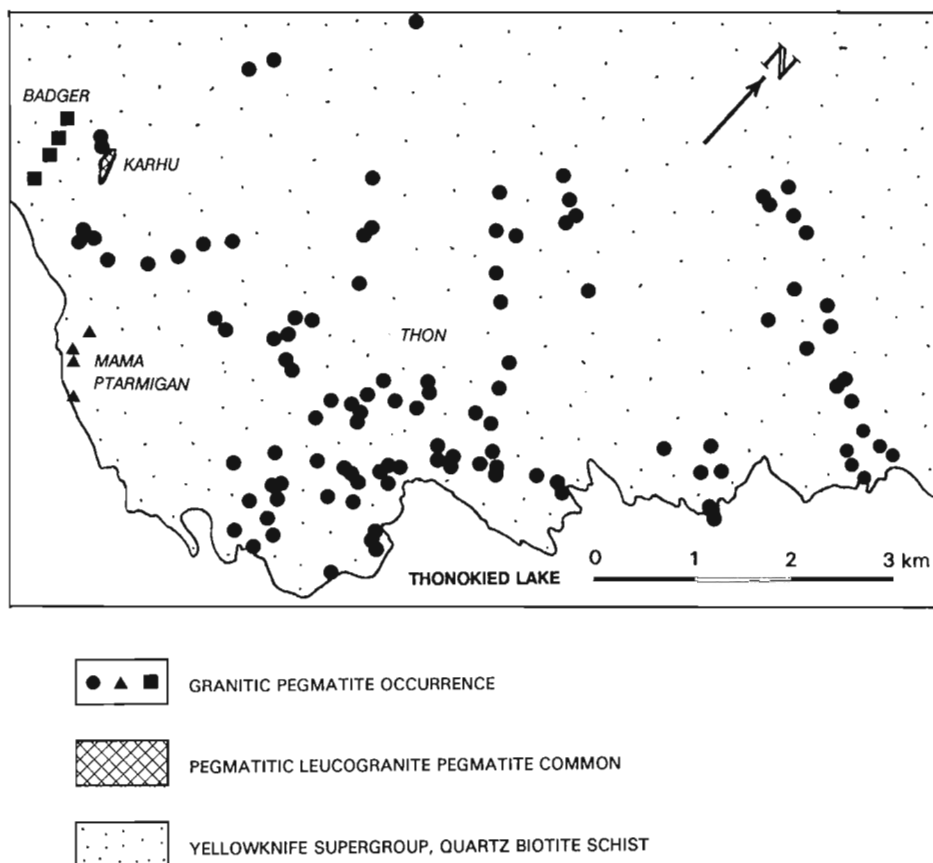 N
BADGER
KARHU
THON
MAMA
PTARMIGAN
THONOKIED LAKE
0 1 2 3 km
GRANITIC PEGMATITE OCCURRENCE
PEGMATITIC LEUCOGRANITE PEGMATITE COMMON
YELLOWKNIFE SUPERGROUP, QUARTZ BIOTITE SCHIST